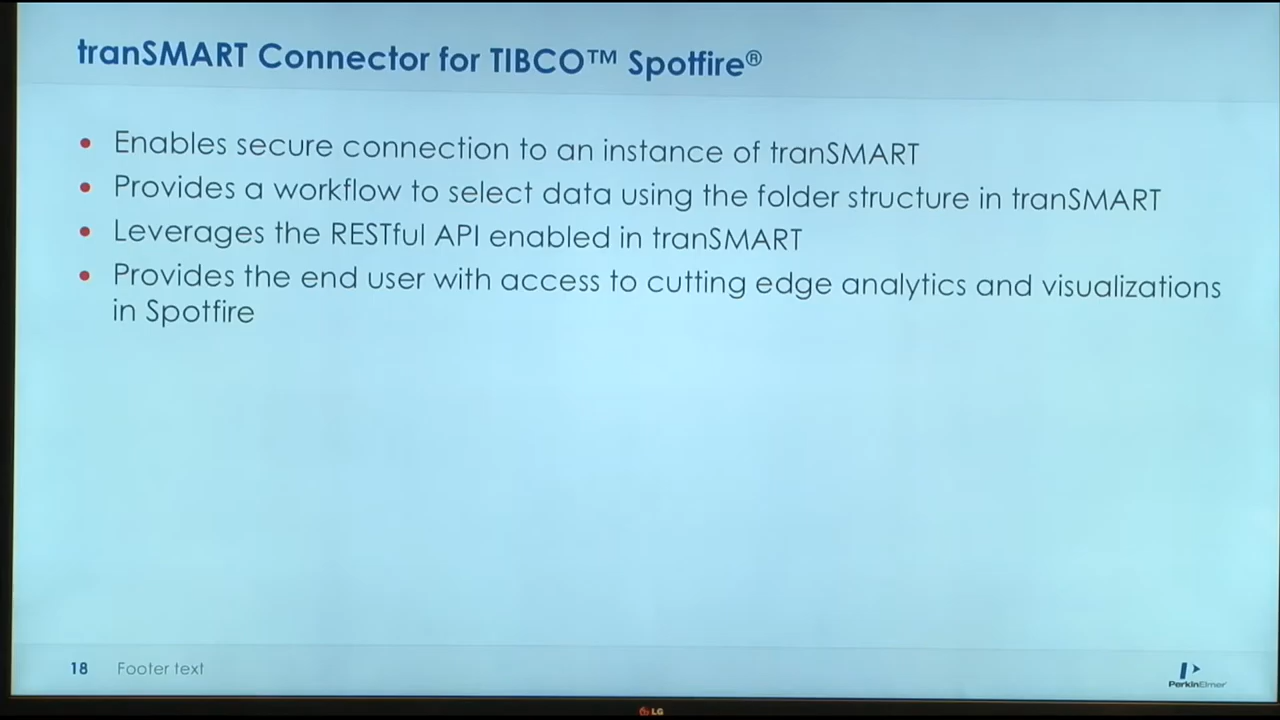 tranSMART Connector for TIBCO™ Spotfire®
• Enables secure connection to an instance of tranSMART
• Provides a workflow to select data using the folder structure in tranSMART
• Leverages the RESTful API enabled in tranSMART
• Provides the end user with access to cutting edge analytics and visualizations
in Spotfire
18 Footer text
PerkinElmer
LG